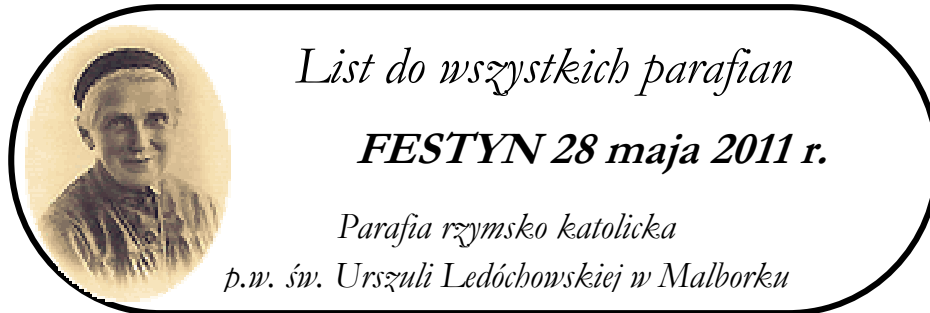 List do wszystkich parafian
FESTYN 28 maja 2011 r.
Parafia rzymsko katolicka
p.w. św. Urszuli Ledóchowskiej w Malborku